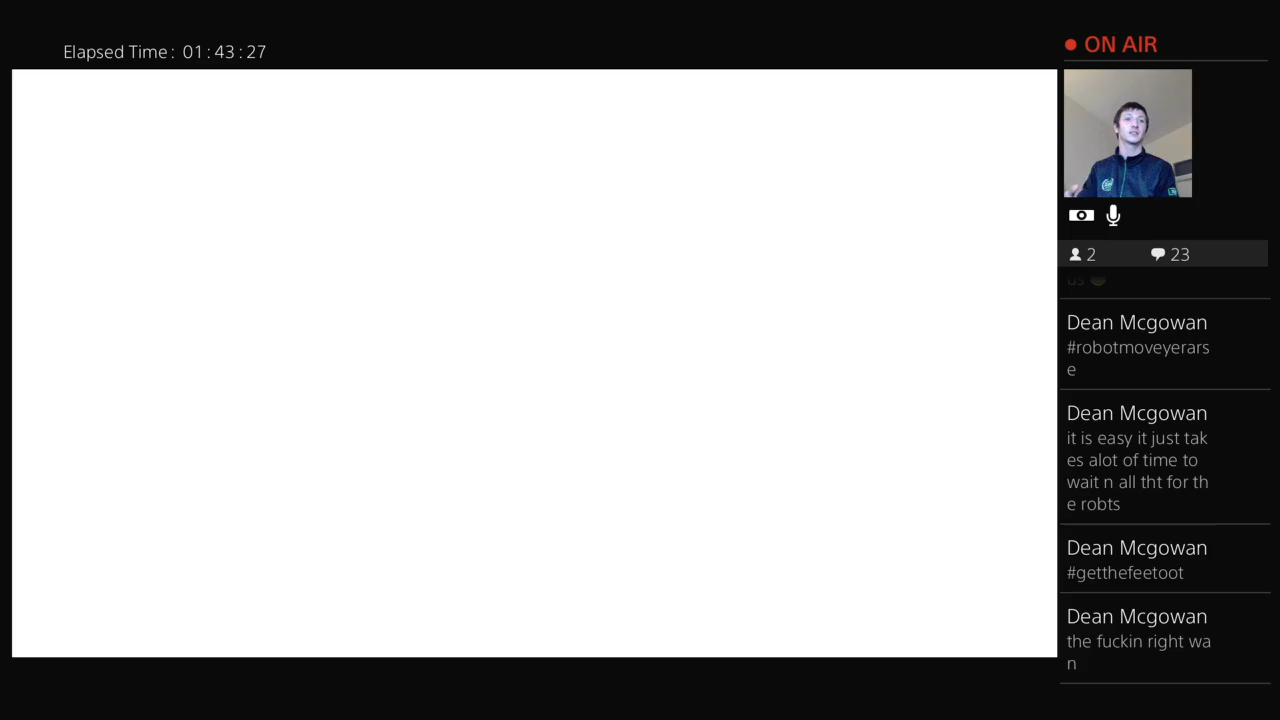 Elapsed Time: 01:43:27
ON AIR
2 23
us
Dean Mcgowan
#robotmoveyerars
e
Dean Mcgowan
it is easy it just tak
es alot of time to
wait n all tht for th
e robts
Dean Mcgowan
#getthefeetoot
Dean Mcgowan
the fuckin right wa
n